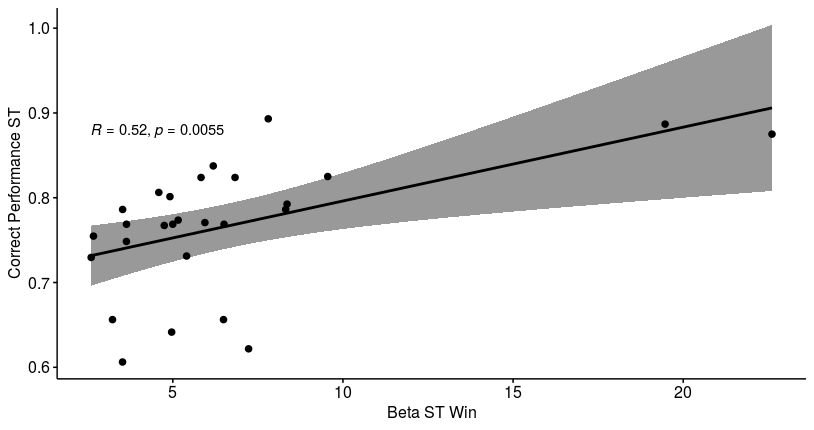 1.0
0.9
R = 0.52, p = 0.0055
0.8
0.7
0.6
Correct Performance ST
5 10 15 20
Beta ST Win